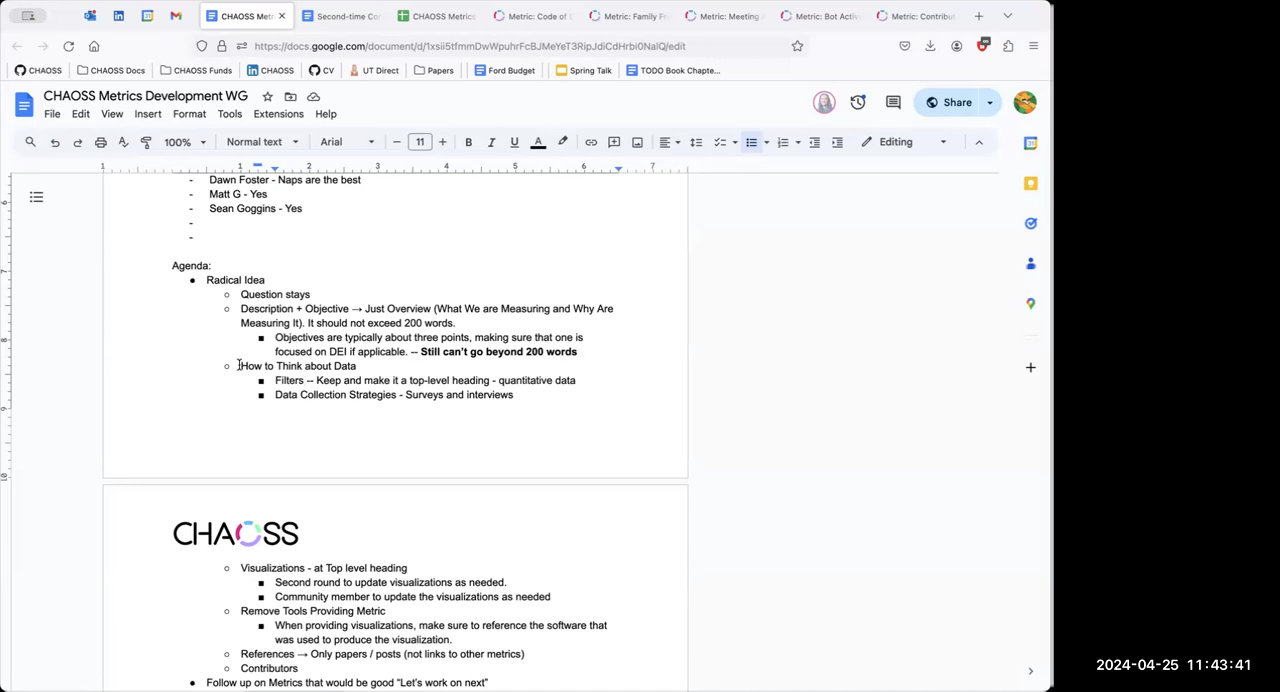 CHAOSS Metr
Second-time Co
CHAOSS Metrics
Metric: Code of
Metric: Family Fr
Metric: Meeting
Metric: Bot Activ
Metric: Contribut
https://docs.google.com/document/d/1xsii5tfmmDwWpuhrFcBJMeYeT3RipJdiCdHrbi0NalQ/edit
CHAOSS
CHAOSS Docs
CHAOSS Funds
CHAOSS
CV
UT Direct
Papers
Ford Budget
Spring Talk
TODO Book Chapte...
CHAOSS Metrics Development WG
File Edit View Insert Format Tools Extensions Help
Share
100%
Normal text
Arial
11
Editing
1 1 2 3 4 5 6 7
- Dawn Foster - Naps are the best
- Matt G - Yes
- Sean Goggins - Yes
-
-
Agenda:
● Radical Idea
○ Question stays
○ Description + Objective → Just Overview (What We are Measuring and Why Are
Measuring It). It should not exceed 200 words.
■ Objectives are typically about three points, making sure that one is
focused on DEI if applicable. -- Still can't go beyond 200 words
○ How to Think about Data
■ Filters -- Keep and make it a top-level heading - quantitative data
■ Data Collection Strategies - Surveys and interviews
CHAOSS
○ Visualizations - at Top level heading
■ Second round to update visualizations as needed.
■ Community member to update the visualizations as needed
○ Remove Tools Providing Metric
■ When providing visualizations, make sure to reference the software that
was used to produce the visualization.
○ References → Only papers / posts (not links to other metrics)
○ Contributors
● Follow up on Metrics that would be good “Let's work on next”
2024-04-25 11:43:41